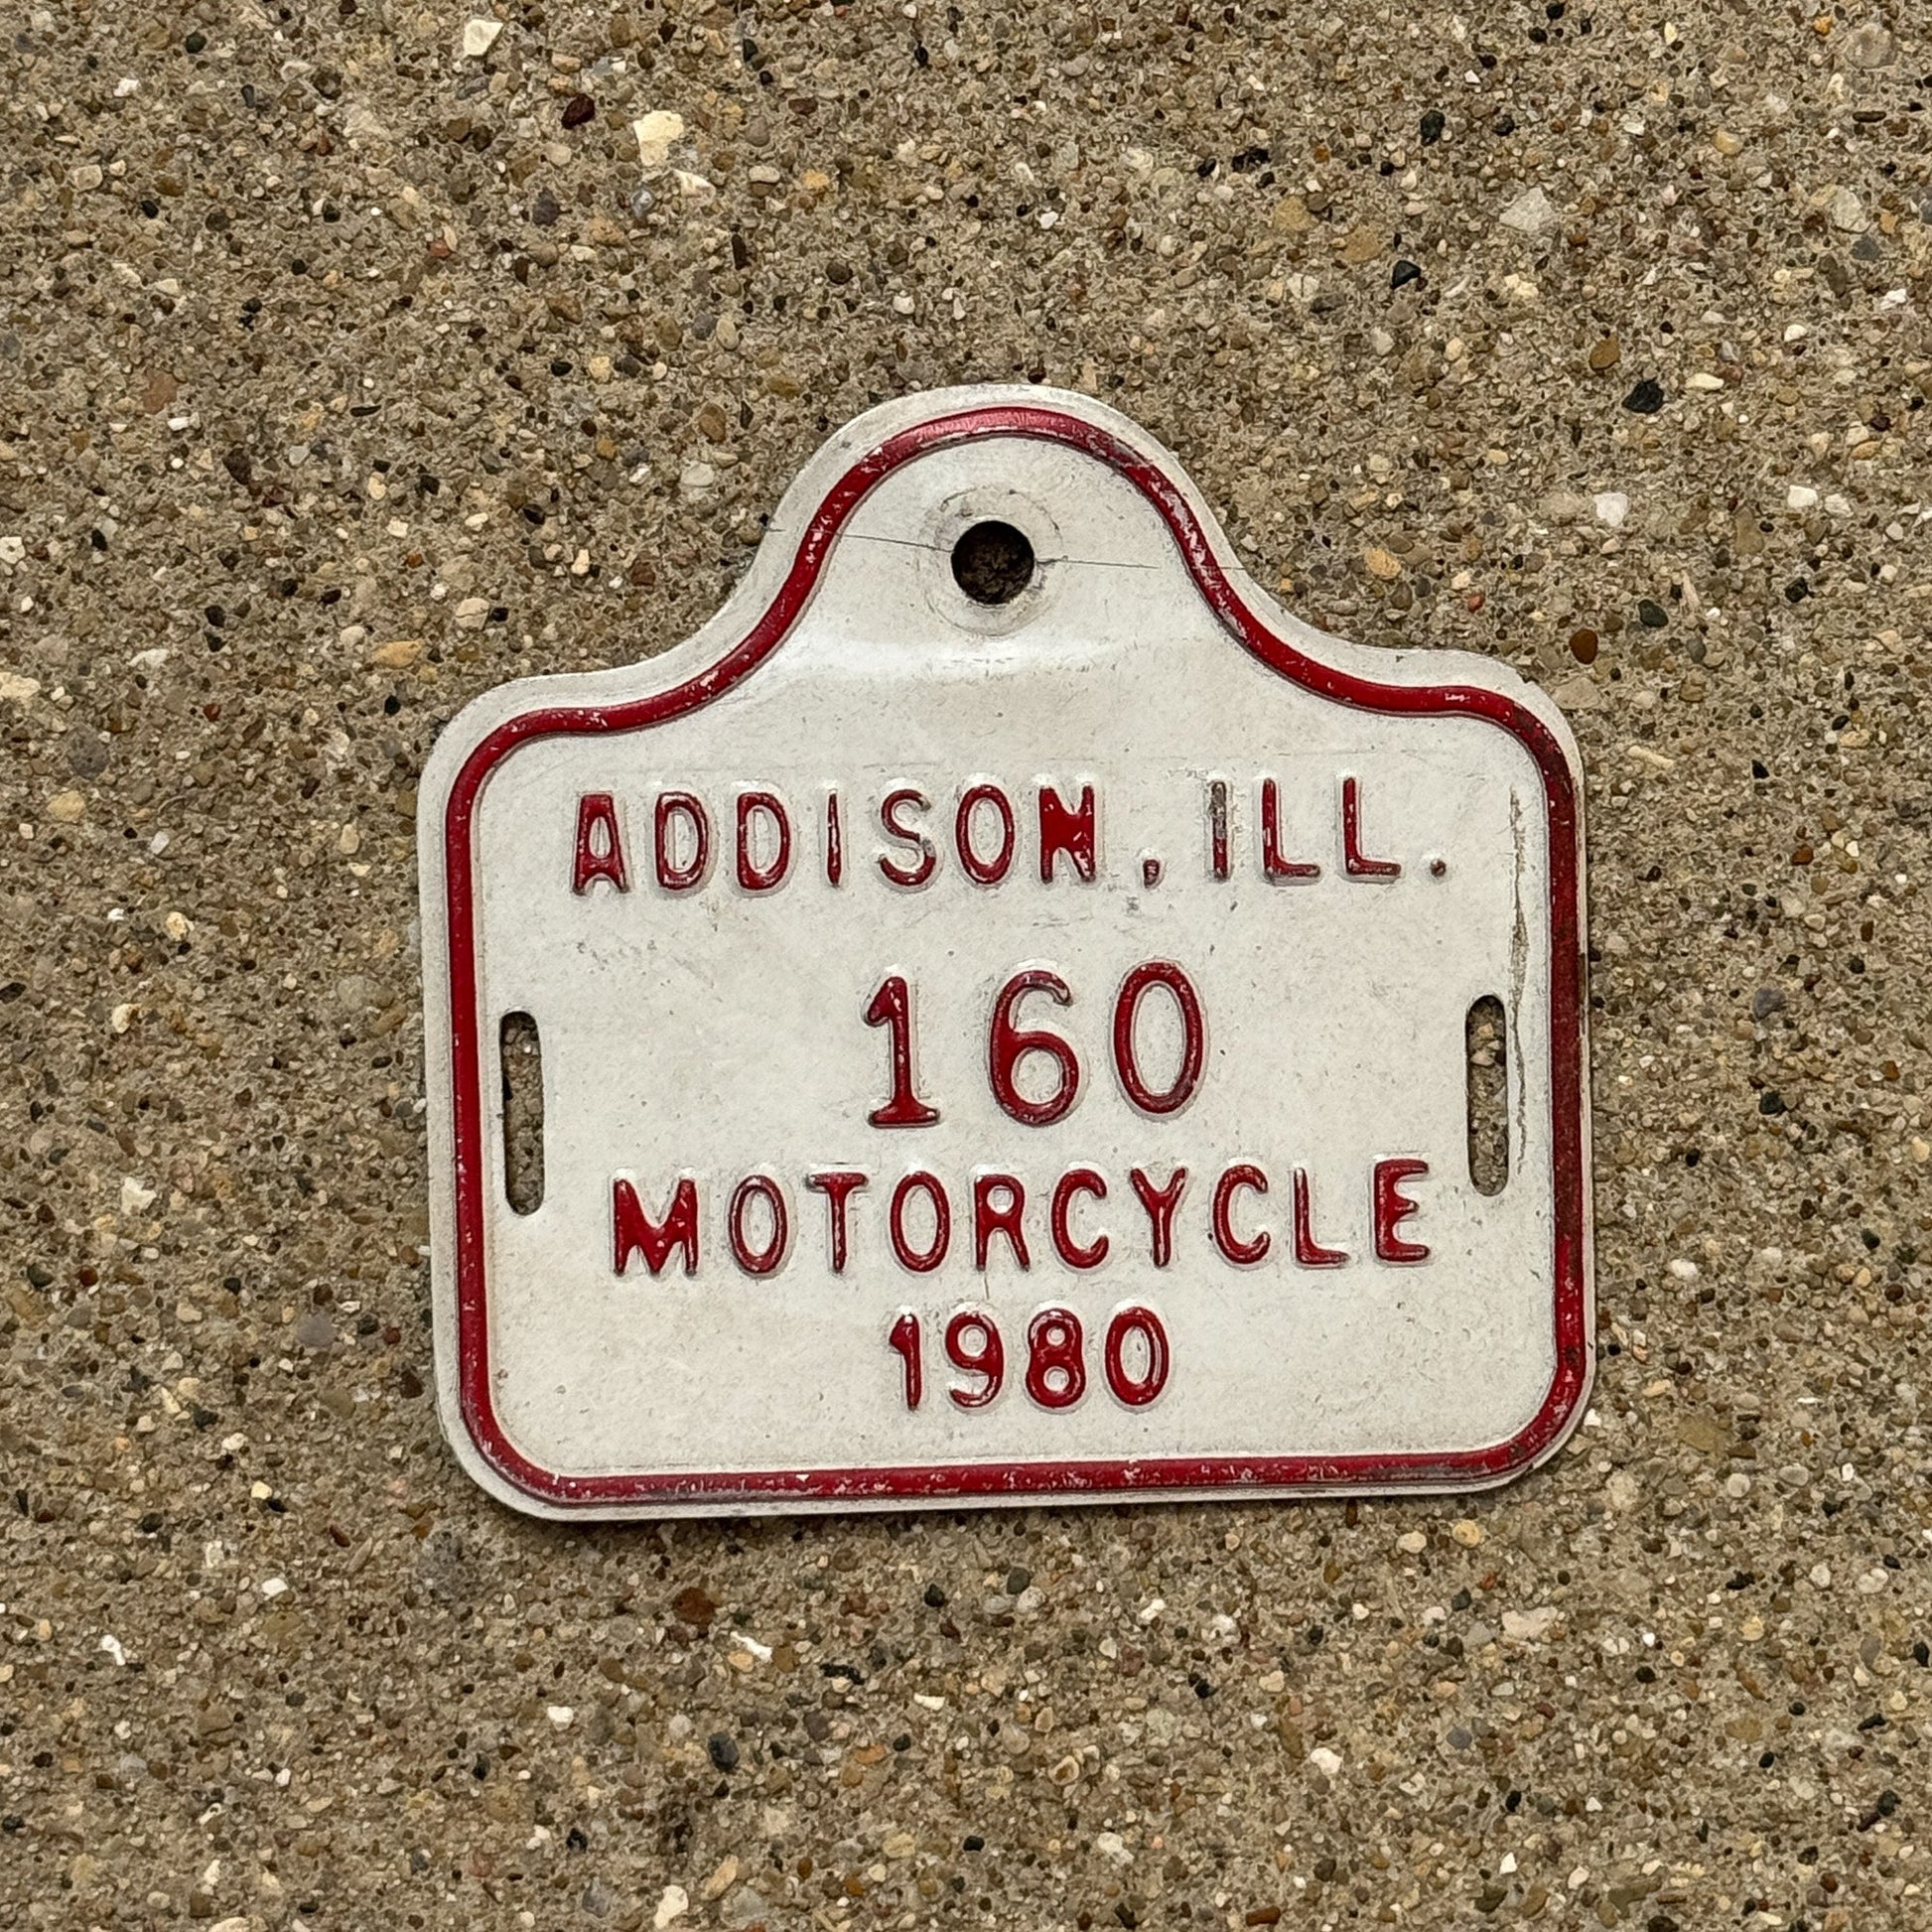 ADDISON, ILL.
160
MOTORCYCLE
1980